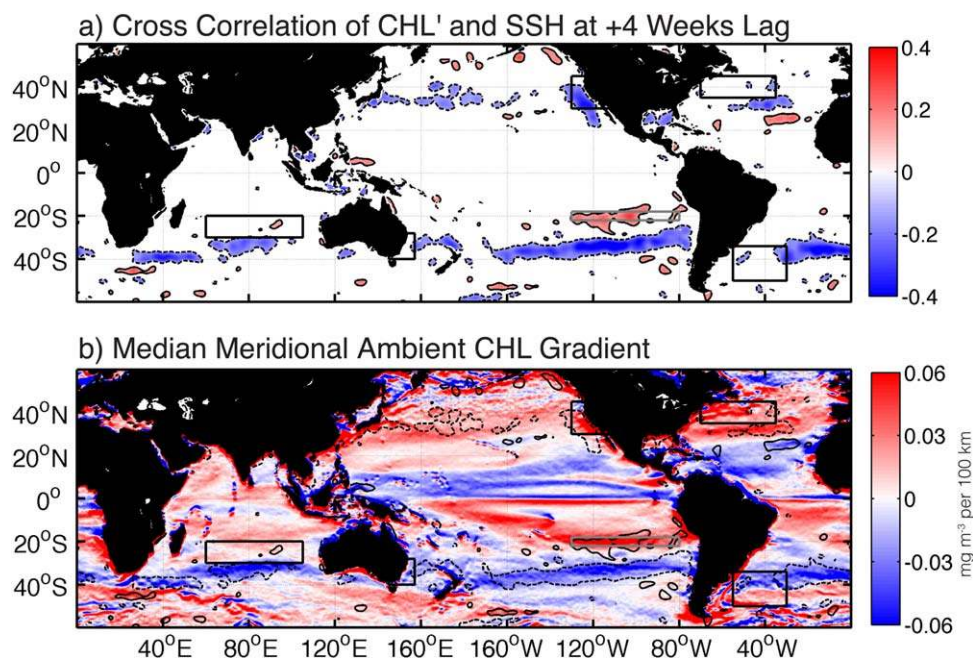 a) Cross Correlation of CHL' and SSH at +4 Weeks Lag
40°N
20°N
0°
20°S
40°S
0.4
0.2
0
-0.2
-0.4
b) Median Meridional Ambient CHL Gradient
40°N
20°N
0°
20°S
40°S
40°E 80°E 120°E 160°E 160°W 120°W 80°W 40°W
0.06
0.03
0
-0.03
-0.06
mg m-3 per 100 km